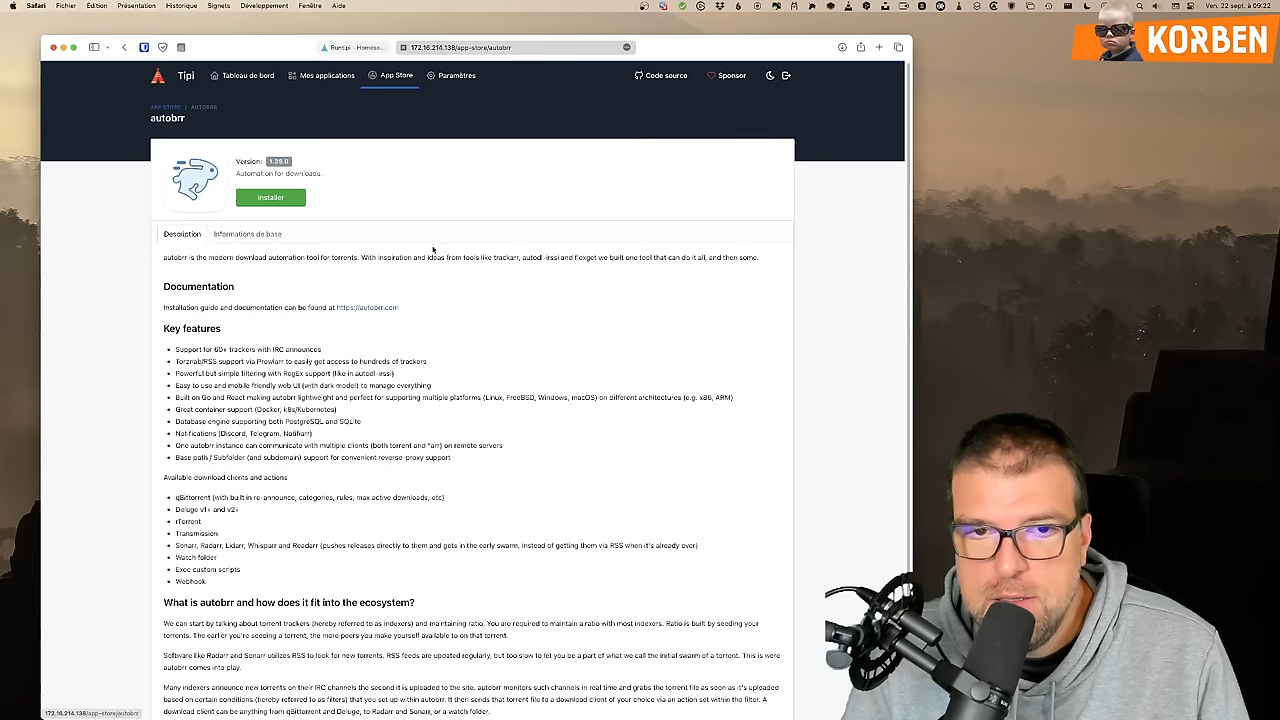 Safari Fichier Édition Présentation Historique Signets Développement Fenêtre Aide
Ven. 22 sept. à 09:22
KORBEN
Runtipi - Homese...
172.16.214.138/app-store/autobrr
Tipi Tableau de bord Mes applications App Store Paramètres Code source Sponsor
APP STORE / AUTOBRR
autobrr
Version: 1.29.0
Automation for downloads.
Installer
Description Informations de base
autobrr is the modern download automation tool for torrents. With inspiration and ideas from tools like trackarr, autodl-irssi and flexget we built one tool that can do it all, and then some.
Documentation
Installation guide and documentation can be found at https://autobrr.com
Key features
• Support for 60+ trackers with IRC announces
• Torznab/RSS support via Prowlarr to easily get access to hundreds of trackers
• Powerful but simple filtering with RegEx support (like in autodl-irssi)
• Easy to use and mobile friendly web UI (with dark mode!) to manage everything
• Built on Go and React making autobrr lightweight and perfect for supporting multiple platforms (Linux, FreeBSD, Windows, macOS) on different architectures (e.g. x86, ARM)
• Great container support (Docker, k8s/Kubernetes)
• Database engine supporting both PostgreSQL and SQLite
• Notifications (Discord, Telegram, Notifiarr)
• One autobrr instance can communicate with multiple clients (both torrent and *arr) on remote servers
• Base path / Subfolder (and subdomain) support for convenient reverse-proxy support
Available download clients and actions
• qBittorrent (with built in re-announce, categories, rules, max active downloads, etc)
• Deluge v1+ and v2+
• rTorrent
• Transmission
• Sonarr, Radarr, Lidarr, Whisparr and Readarr (pushes releases directly to them and gets in the early swarm, instead of getting them via RSS when it's already over)
• Watch folder
• Exec custom scripts
• Webhook
What is autobrr and how does it fit into the ecosystem?
We can start by talking about torrent trackers (hereby referred to as indexers) and maintaining ratio. You are required to maintain a ratio with most indexers. Ratio is built by seeding your
torrents. The earlier you're seeding a torrent, the more peers you make yourself available to on that torrent.
Software like Radarr and Sonarr utilizes RSS to look for new torrents. RSS feeds are updated regularly, but too slow to let you be a part of what we call the initial swarm of a torrent. This is were
autobrr comes into play.
Many indexers announce new torrents on their IRC channels the second it is uploaded to the site. autobrr monitors such channels in real time and grabs the torrent file as soon as it's uploaded
based on certain conditions (hereby referred to as filters) that you set up within autobrr. It then sends that torrent file to a download client of your choice via an action set within the filter. A
download client can be anything from qBittorrent and Deluge, to Radarr and Sonarr, or a watch folder.
172.16.214.138/app-store/autobrr